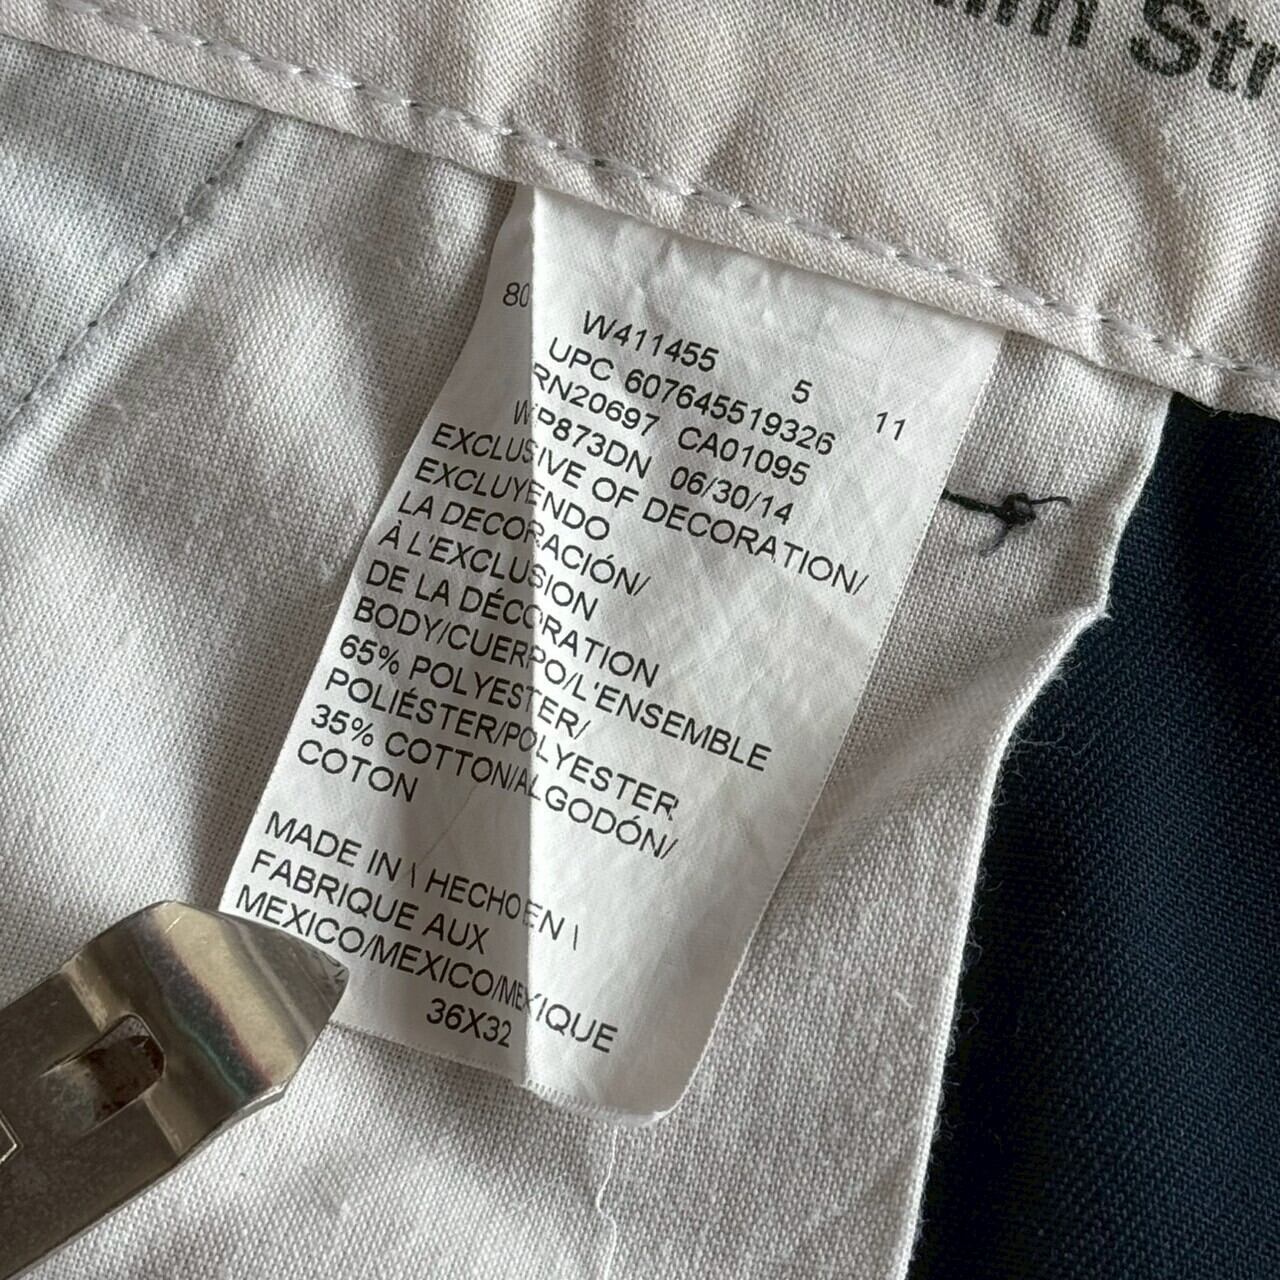 Str
80
W411455 5 11
UPC 607645519326
RN20697 CA01095
WP873DN 06/30/14
EXCLUSIVE OF DECORATION/
EXCLUYENDO
LA DECORACIÓN/
À L'EXCLUSION
DE LA DÉCORATION
BODY/CUERPO/L'ENSEMBLE
65% POLYESTER/
POLIÉSTER/POLYESTER
35% COTTON/ALGODÓN/
COTON
MADE IN \ HECHO EN \
FABRIQUE AUX
MEXICO/MEXICO/MEXIQUE
36X32